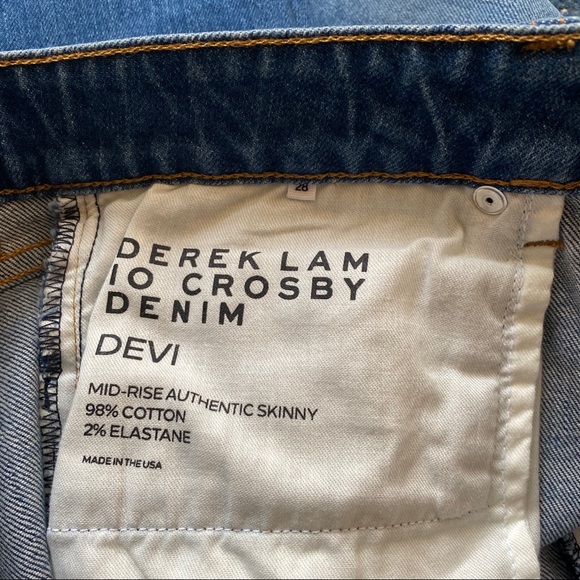 28
DEREK LAM
10 CROSBY
DENIM
DEVI
MID-RISE AUTHENTIC SKINNY
98% COTTON
2% ELASTANE
MADE IN THE USA